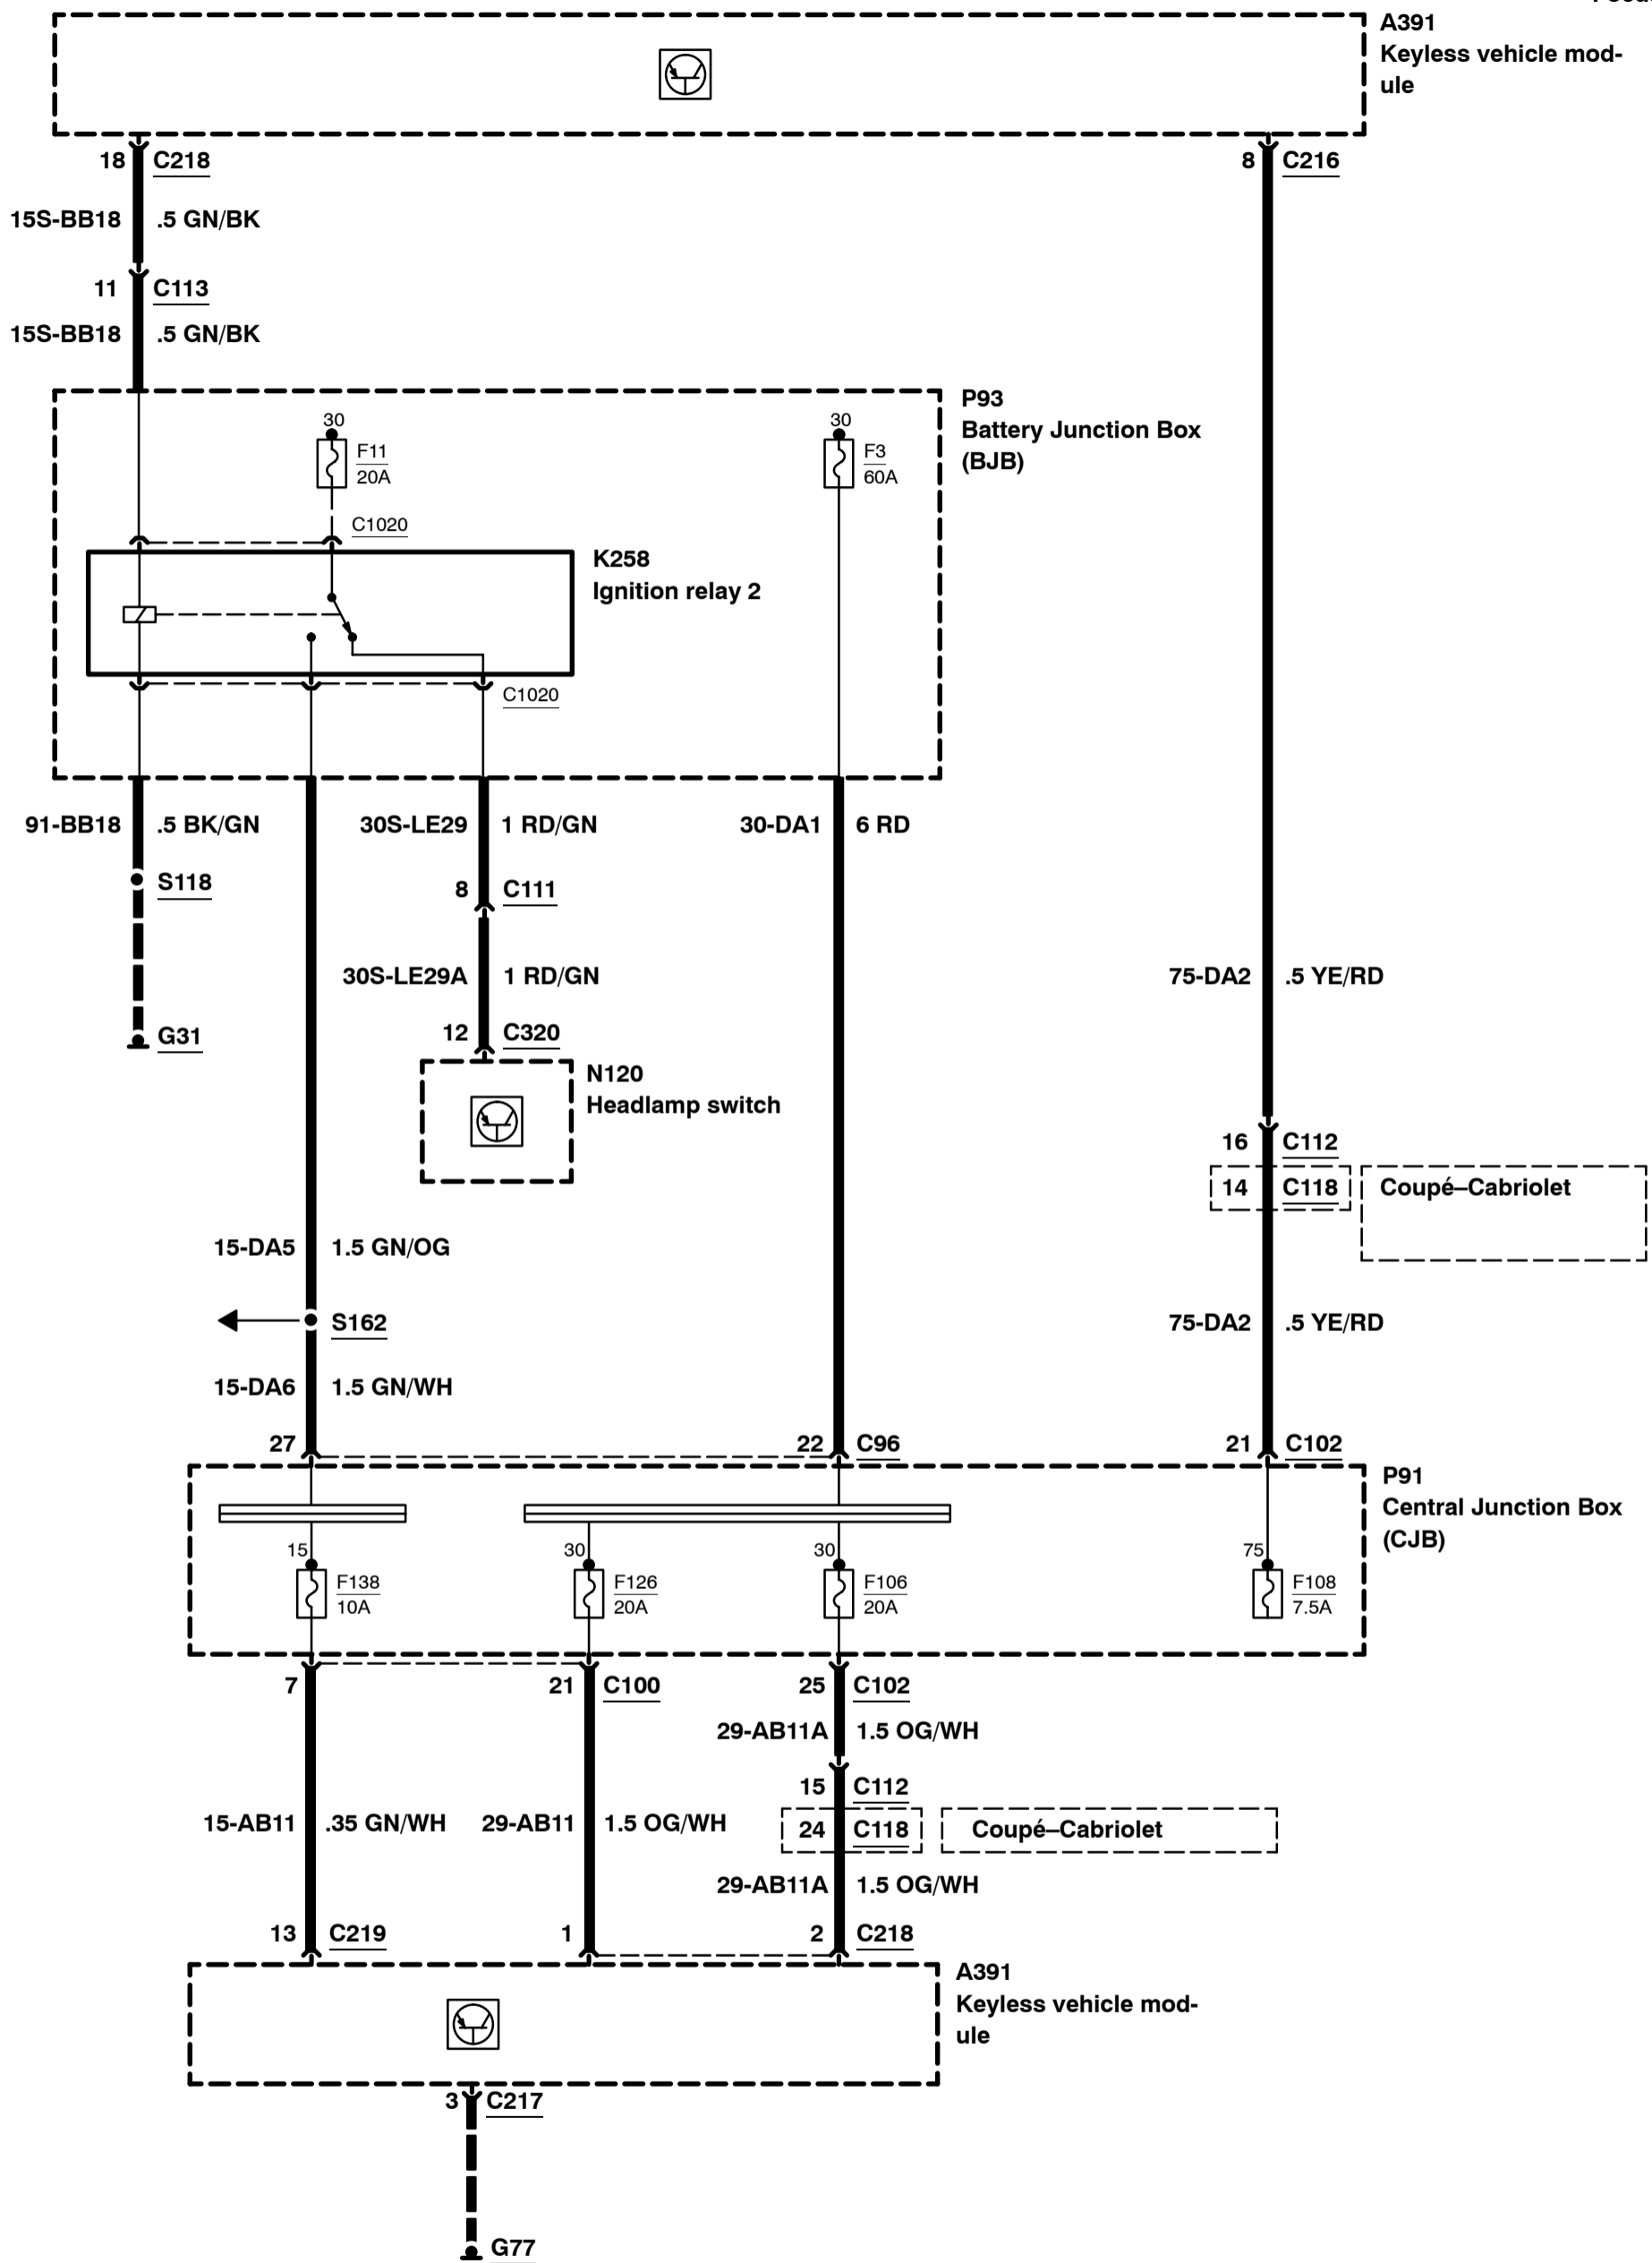 A391
Keyless vehicle mod-
ule
18 C218
8 C216
15S-BB18 .5 GN/BK
11 C113
15S-BB18 .5 GN/BK
P93
Battery Junction Box
(BJB)
30
F11
20A
30
F3
60A
C1020
K258
Ignition relay 2
C1020
91-BB18 .5 BK/GN
30S-LE29 1 RD/GN
30-DA1 6 RD
S118
8 C111
30S-LE29A 1 RD/GN
75-DA2 .5 YE/RD
G31
12 C320
N120
Headlamp switch
16 C112
14 C118 Coupé–Cabriolet
15-DA5 1.5 GN/OG
S162
75-DA2 .5 YE/RD
15-DA6 1.5 GN/WH
27
22 C96
21 C102
P91
Central Junction Box
(CJB)
15
F138
10A
30
F126
20A
30
F106
20A
75
F108
7.5A
7
21 C100
25 C102
29-AB11A 1.5 OG/WH
15 C112
15-AB11 .35 GN/WH
29-AB11 1.5 OG/WH
24 C118 Coupé–Cabriolet
29-AB11A 1.5 OG/WH
13 C219
1
2 C218
A391
Keyless vehicle mod-
ule
3 C217
G77